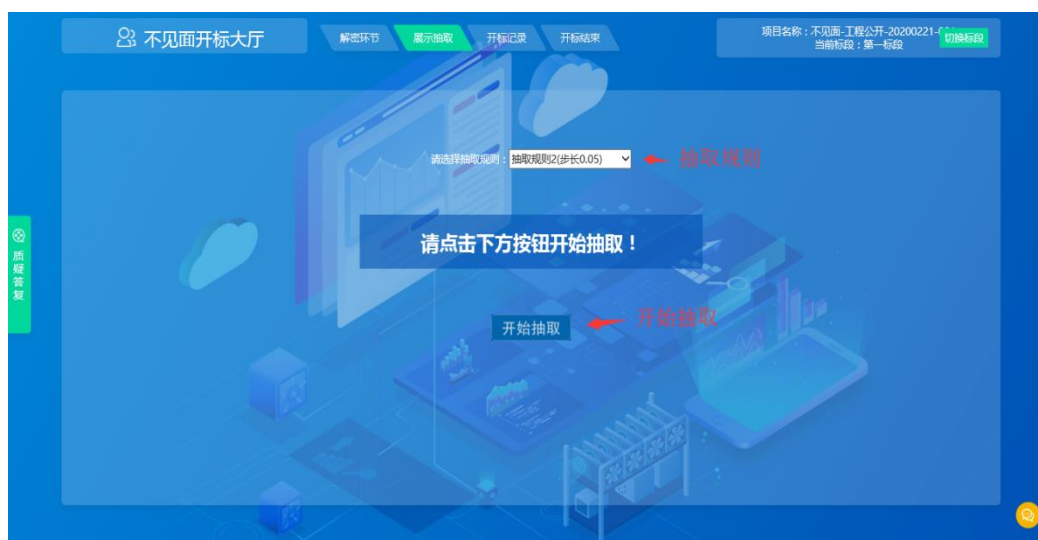 不见面开标大厅
解密环节
展示抽取
开标记录
开标结束
项目名称：不见面-工程公开-20200221-
切换标段
当前标段：第一标段
请选择抽取规则：
抽取规则2(步长0.05)
抽取规则
质疑答复
请点击下方按钮开始抽取！
开始抽取
开始抽取